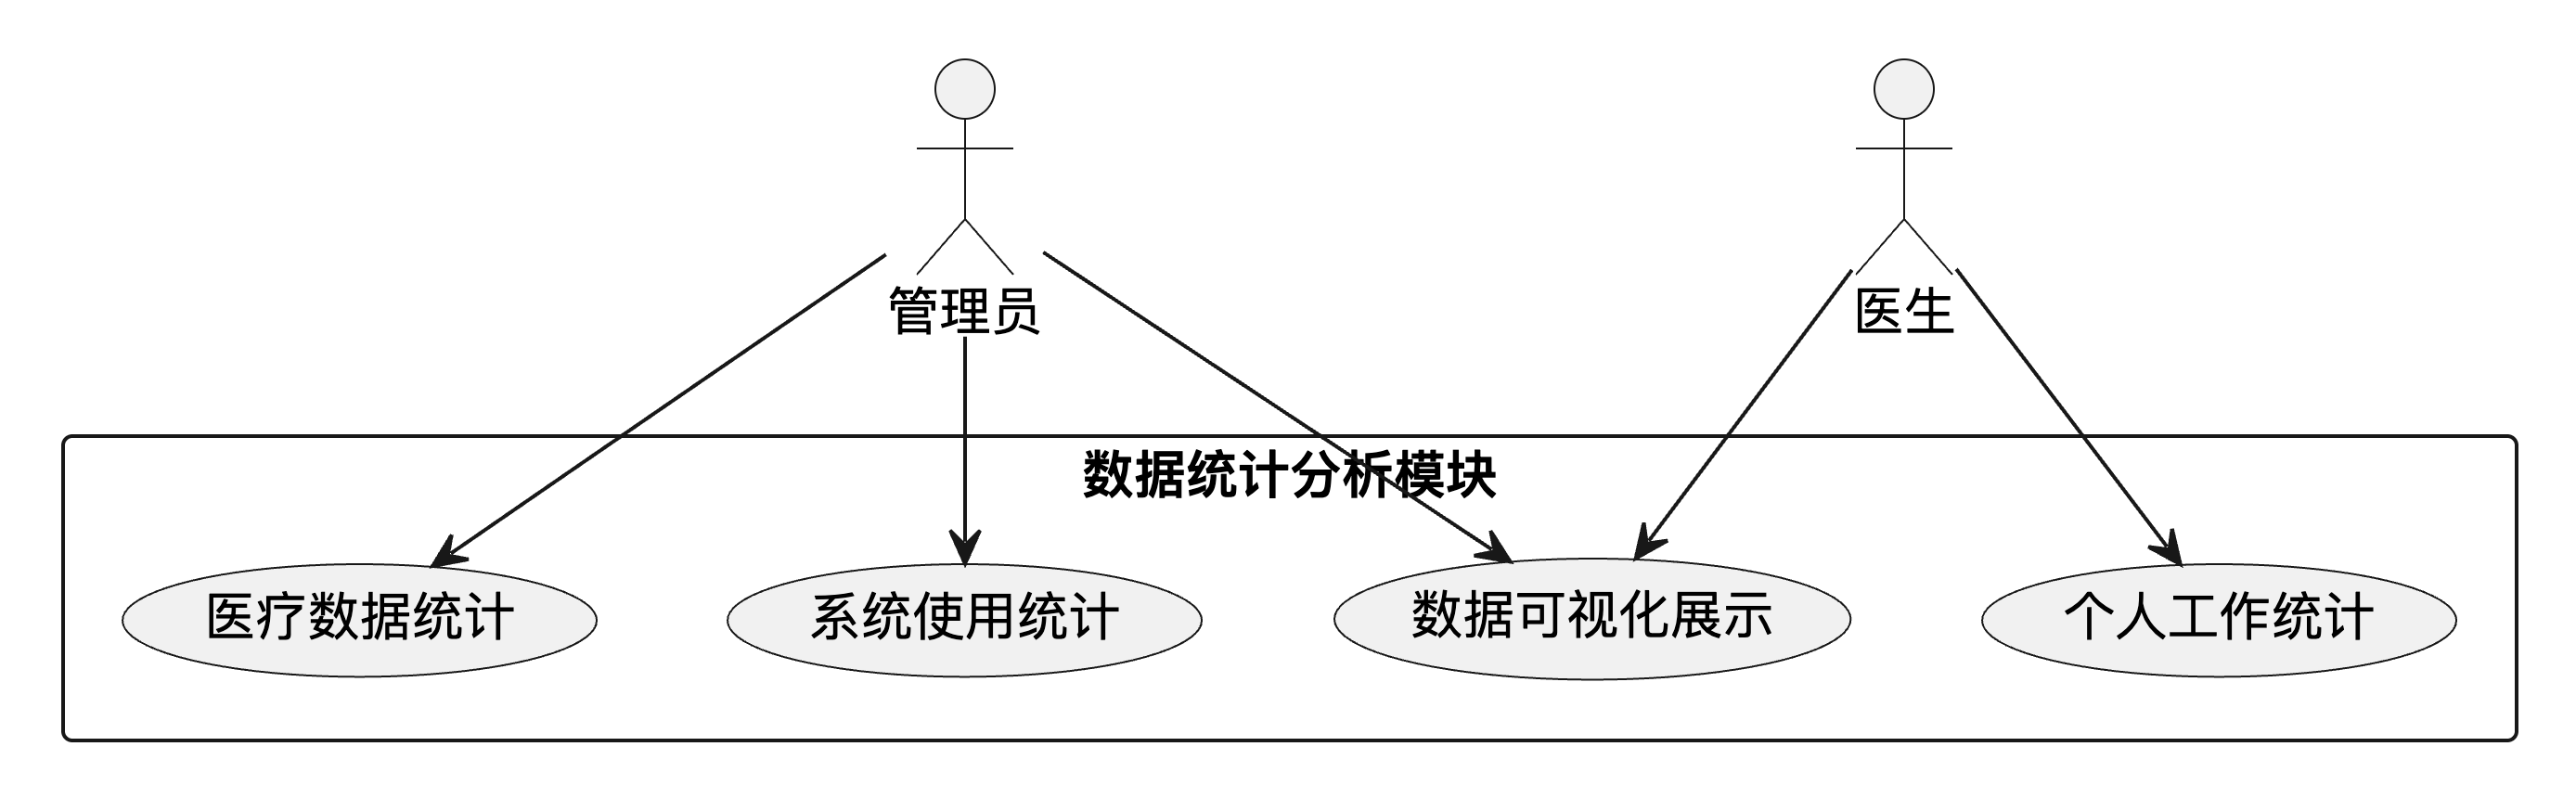 管理员
医生
数据统计分析模块
医疗数据统计
系统使用统计
数据可视化展示
个人工作统计